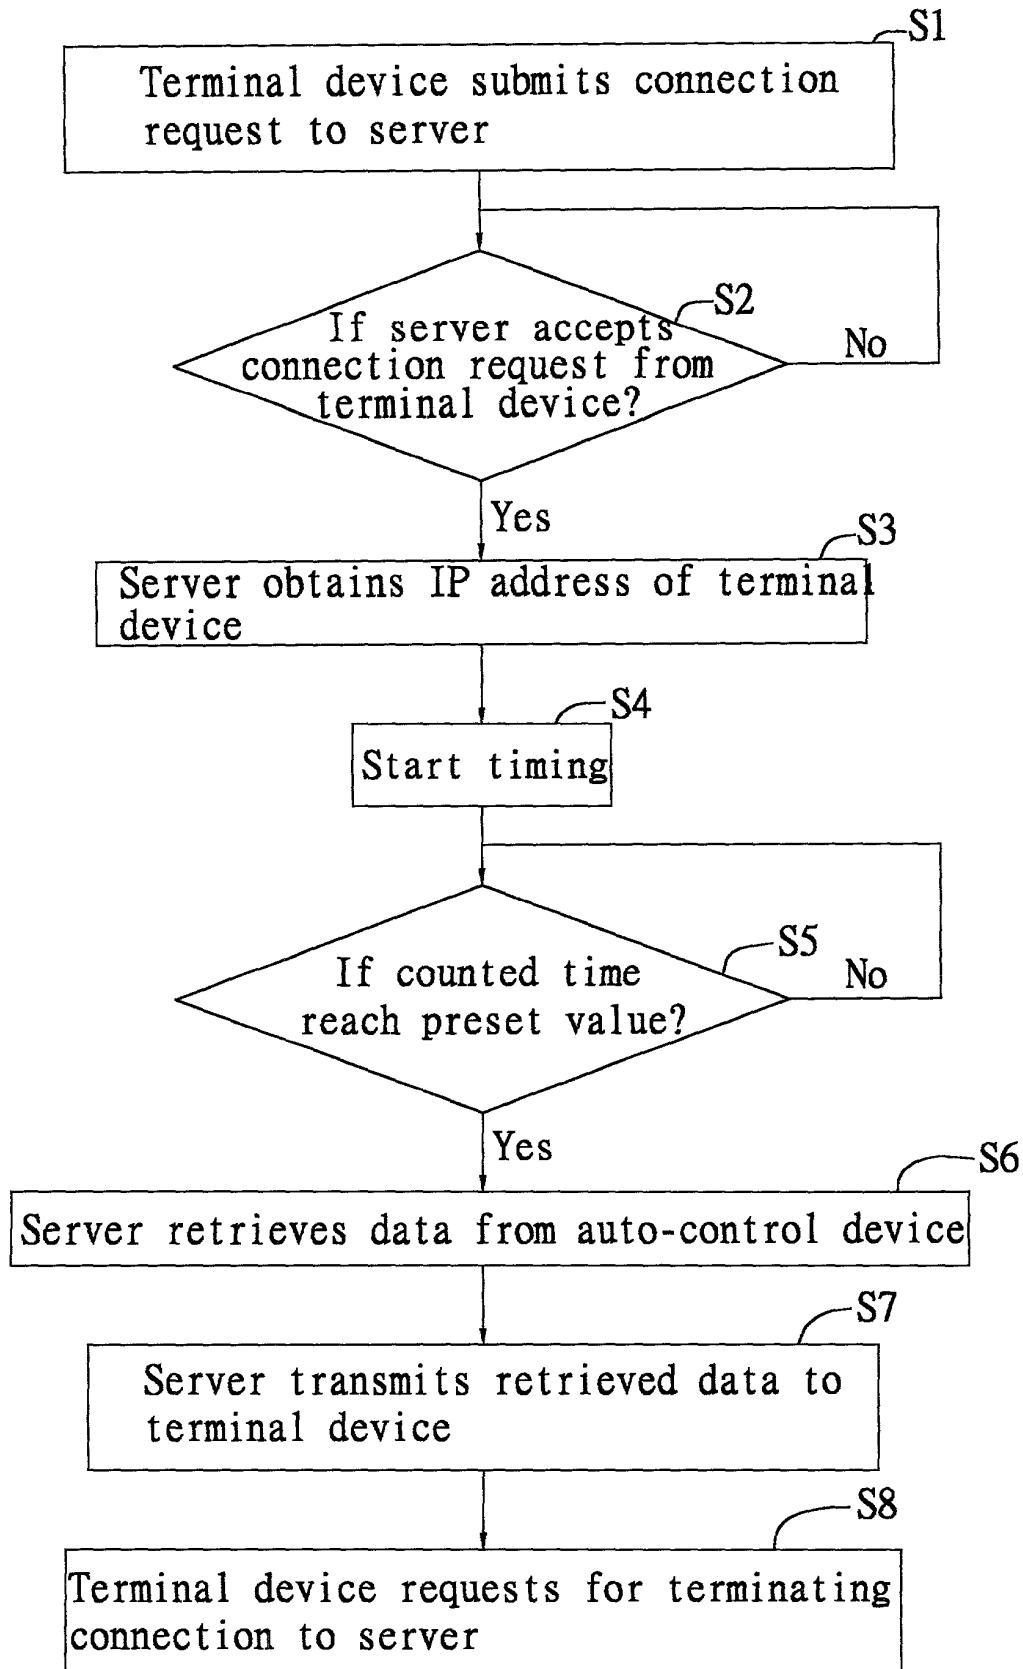 S1
Terminal device submits connection
request to server
S2
If server accepts
connection request from
terminal device?
No
Yes
S3
Server obtains IP address of terminal
device
S4
Start timing
S5
If counted time
reach preset value?
No
Yes
S6
Server retrieves data from auto-control device
S7
Server transmits retrieved data to
terminal device
S8
Terminal device requests for terminating
connection to server